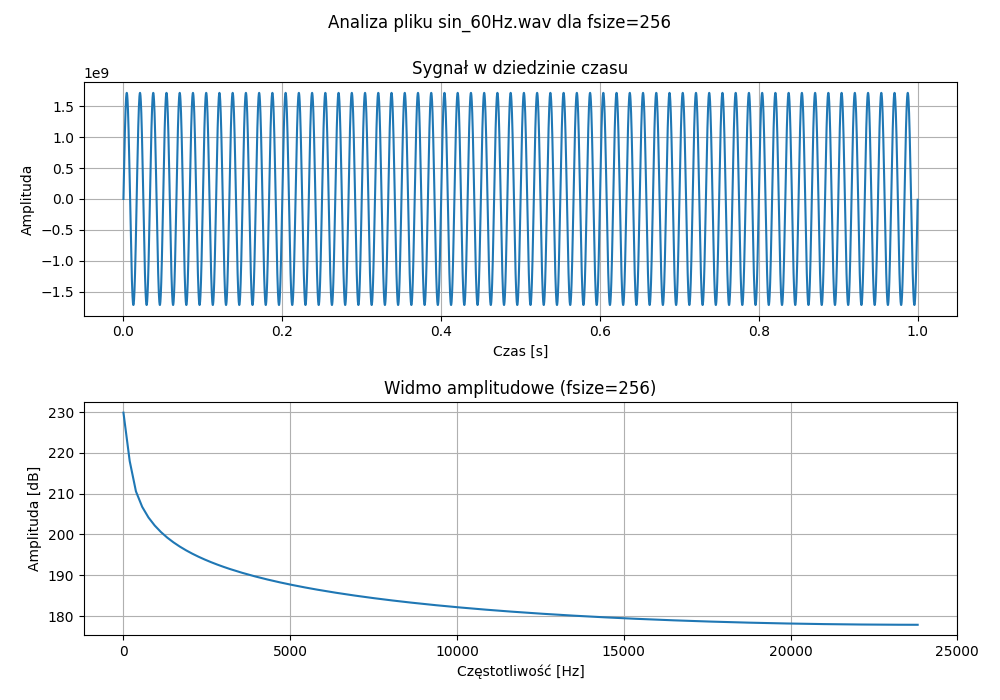 Analiza pliku sin_60Hz.wav dla fsize=256
Sygnał w dziedzinie czasu
1e9
1.5
1.0
0.5
0.0
−0.5
−1.0
−1.5
Amplituda
0.0 0.2 0.4 0.6 0.8 1.0
Czas [s]
Widmo amplitudowe (fsize=256)
230
220
210
200
190
180
Amplituda [dB]
0 5000 10000 15000 20000 25000
Częstotliwość [Hz]